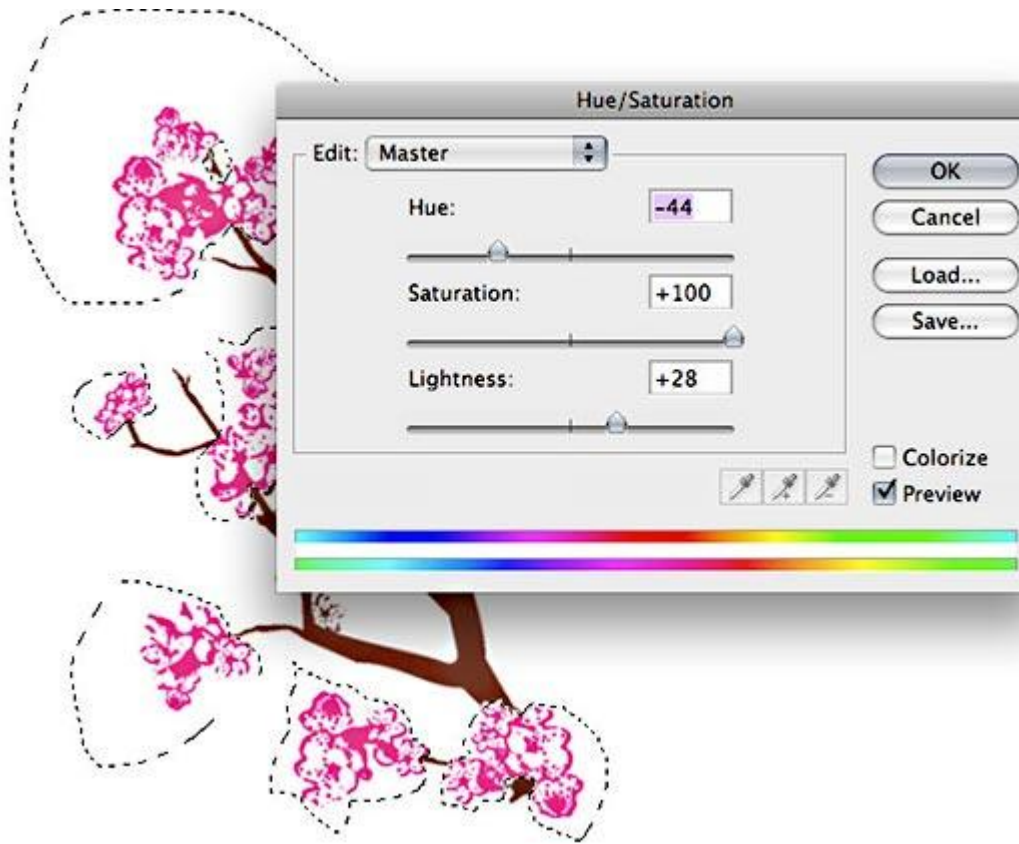 Hue/Saturation
Edit: Master
OK
Hue: -44
Cancel
Saturation: +100
Load...
Save...
Lightness: +28
Colorize
Preview